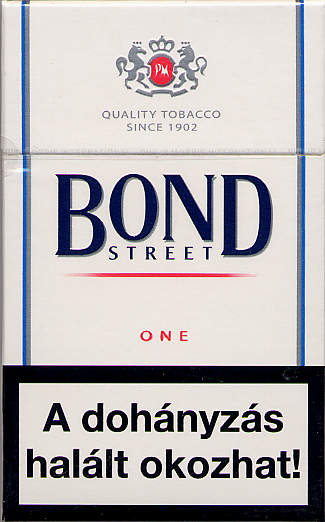 PM
QUALITY TOBACCO
SINCE 1902
BOND
STREET
ONE
A dohányzás
halált okozhat!